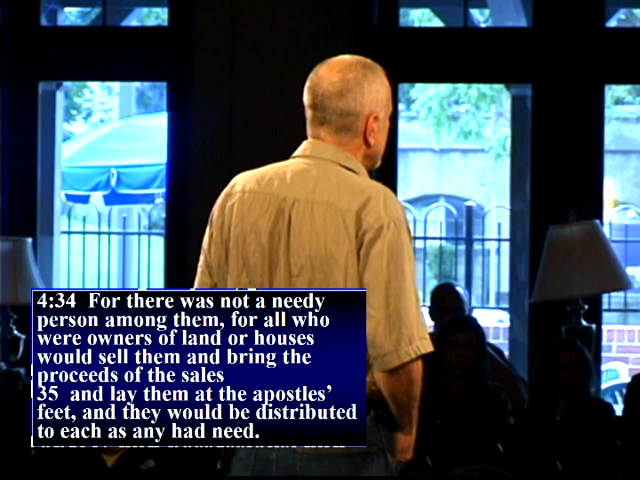 4:34 For there was not a needy
person among them, for all who
were owners of land or houses
would sell them and bring the
proceeds of the sales
35 and lay them at the apostles’
feet, and they would be distributed
to each as any had need.